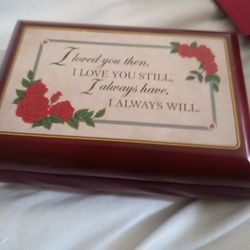 I loved you then,
I LOVE YOU STILL,
I always have,
I ALWAYS WILL.